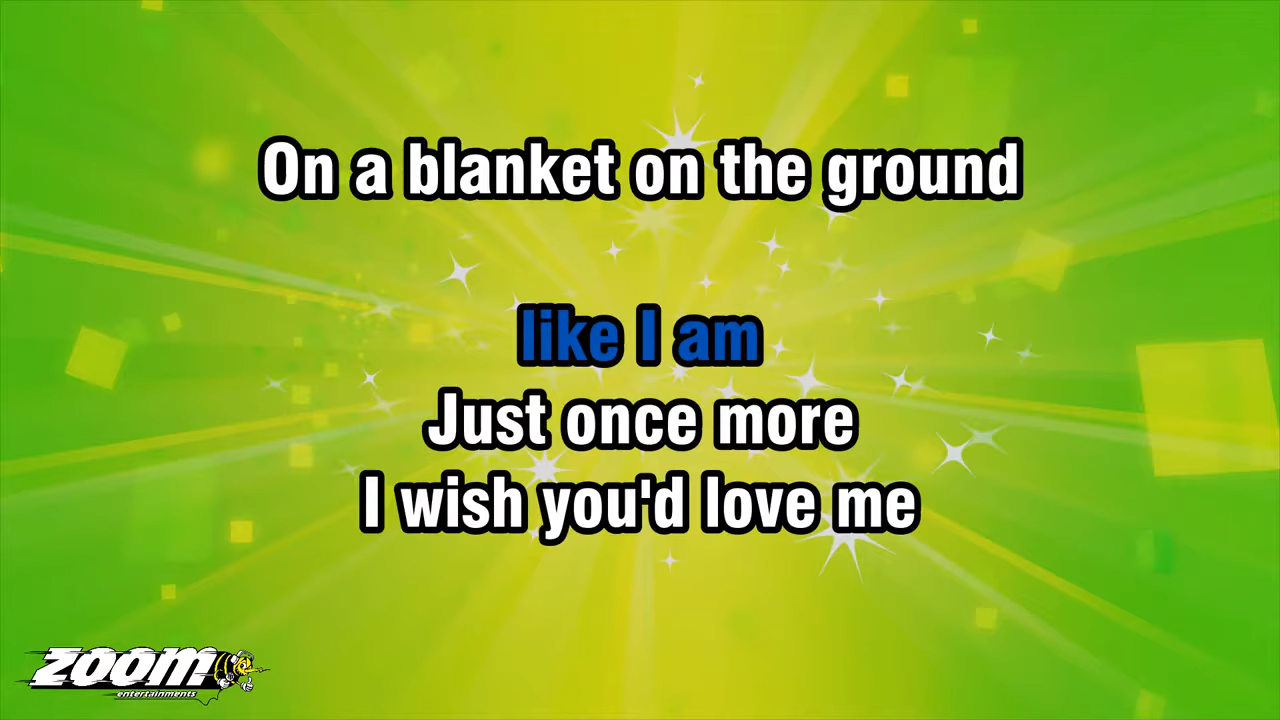 On a blanket on the ground
like I am
Just once more
I wish you'd love me
ZOOM
entertainments